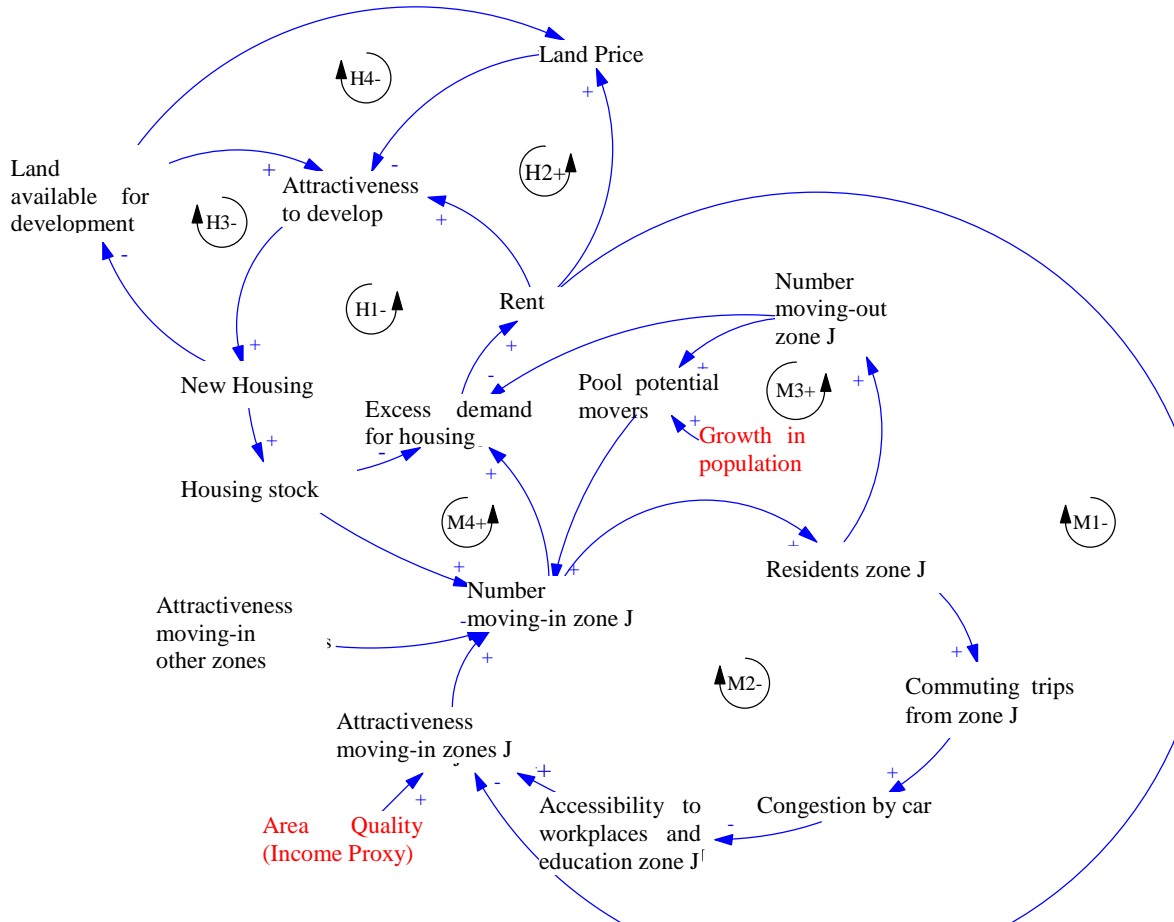 Land Price
H4-
+
Land
available for
development
+
-
H2+
Attractiveness
to develop
H3-
+
-
Rent
Number
moving-out
zone J
H1-
+
+
-
+
New Housing
Pool potential
movers
M3+
+
Excess demand
for housing
+
Growth in
population
+
-
+
Housing stock
M4+
M1-
+
Residents zone J
+
+
Number
moving-in zone J
Attractiveness
moving-in
other zones
s
-
+
+
M2-
Commuting trips
from zone J
Attractiveness
moving-in zones J
+
-
+
+
Area Quality
(Income Proxy)
Accessibility to
workplaces and
education zone J
Congestion by car
-